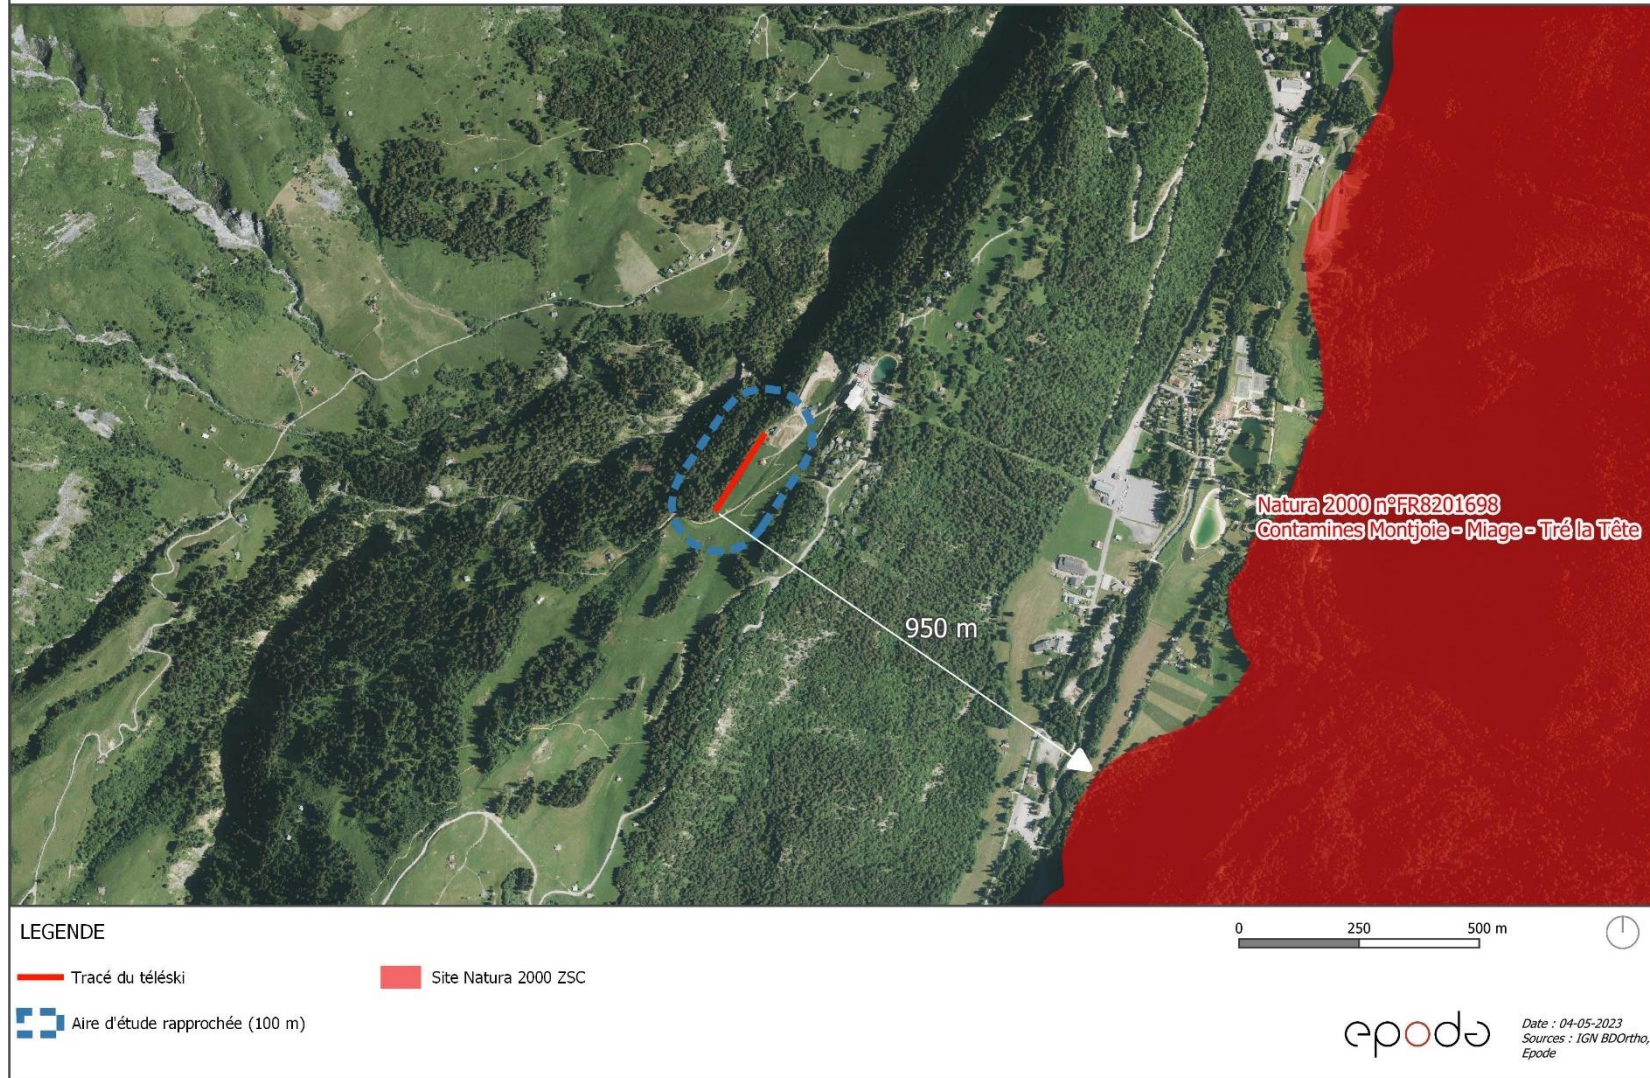 Natura 2000 n°FR8201698
Contamines Montjoie - Miage - Tré la Tête
950 m
LEGENDE
0 250 500 m
Tracé du téléski
Site Natura 2000 ZSC
Aire d'étude rapprochée (100 m)
epode
Date : 04-05-2023
Sources : IGN BDOrtho,
Epode